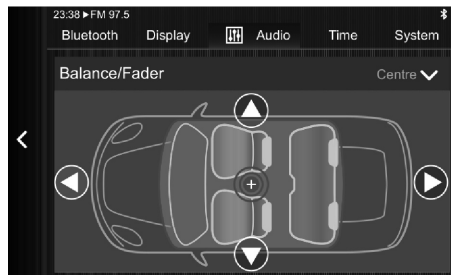 23:38 ▶ FM 97.5
Bluetooth Display Audio Time System
Balance/Fader Centre